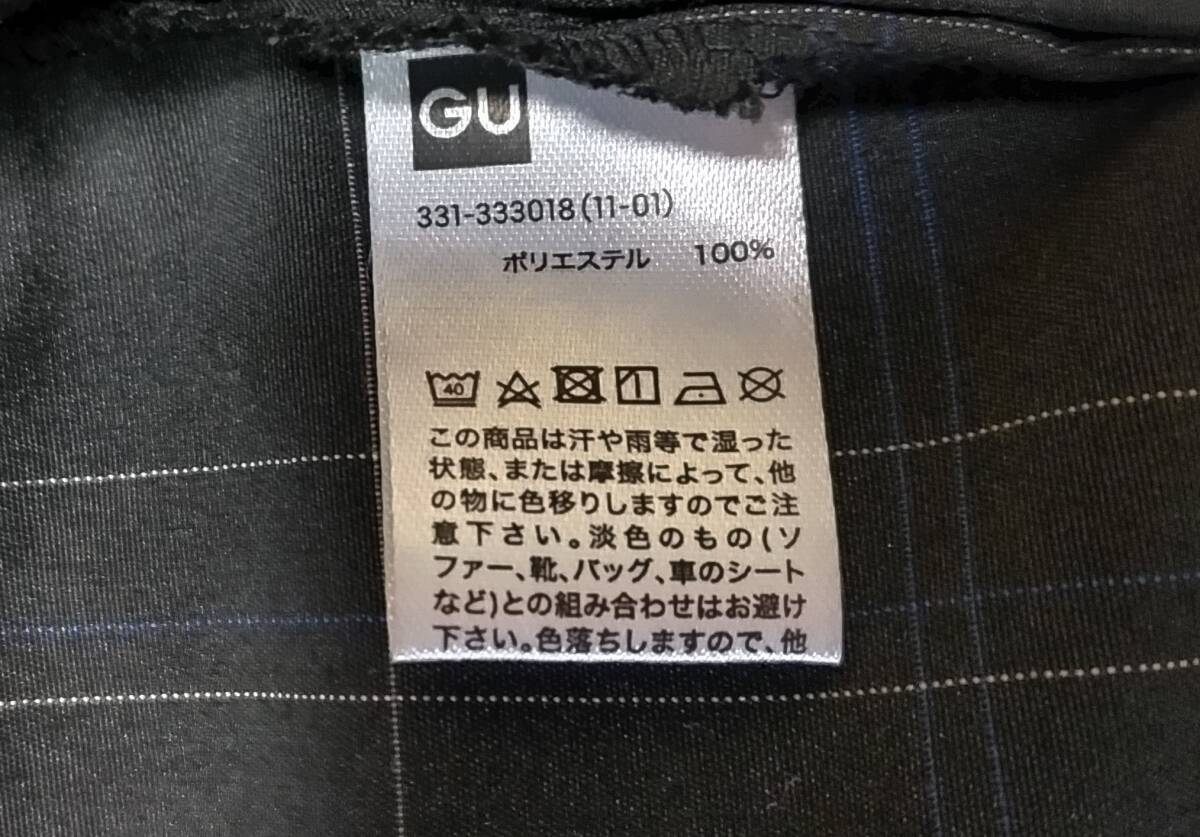 GU
331-333018(11-01)
ポリエステル 100%
40
この商品は汗や雨等で湿った
状態、または摩擦によって、他
の物に色移りしますのでご注
意下さい。淡色のもの(ソ
ファー、靴、バッグ、車のシート
など)との組み合わせはお避け
下さい。色落ちしますので、他